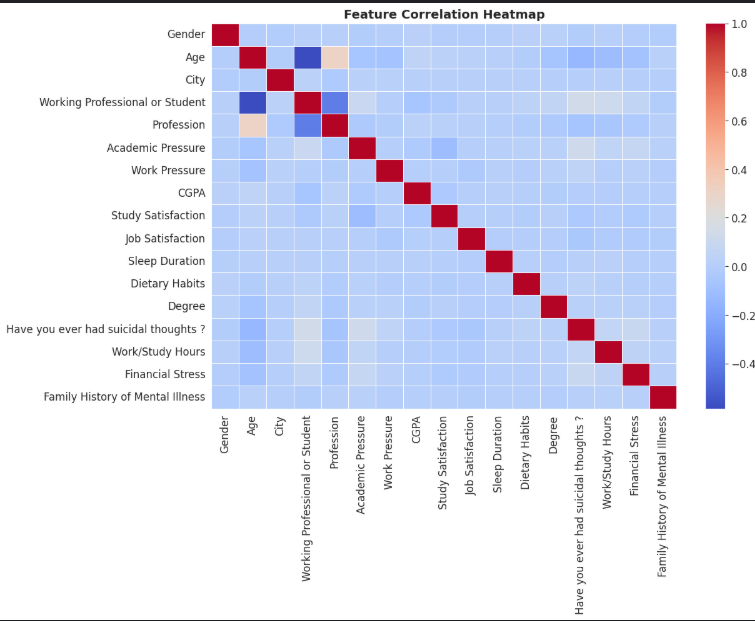 Feature Correlation Heatmap
Gender
Age
City
Working Professional or Student
Profession
Academic Pressure
Work Pressure
CGPA
Study Satisfaction
Job Satisfaction
Sleep Duration
Dietary Habits
Degree
Have you ever had suicidal thoughts ?
Work/Study Hours
Financial Stress
Family History of Mental Illness
Gender
Age
City
Working Professional or Student
Profession
Academic Pressure
Work Pressure
CGPA
Study Satisfaction
Job Satisfaction
Sleep Duration
Dietary Habits
Degree
Have you ever had suicidal thoughts ?
Work/Study Hours
Financial Stress
Family History of Mental Illness
1.0
0.8
0.6
0.4
0.2
0.0
−0.2
−0.4